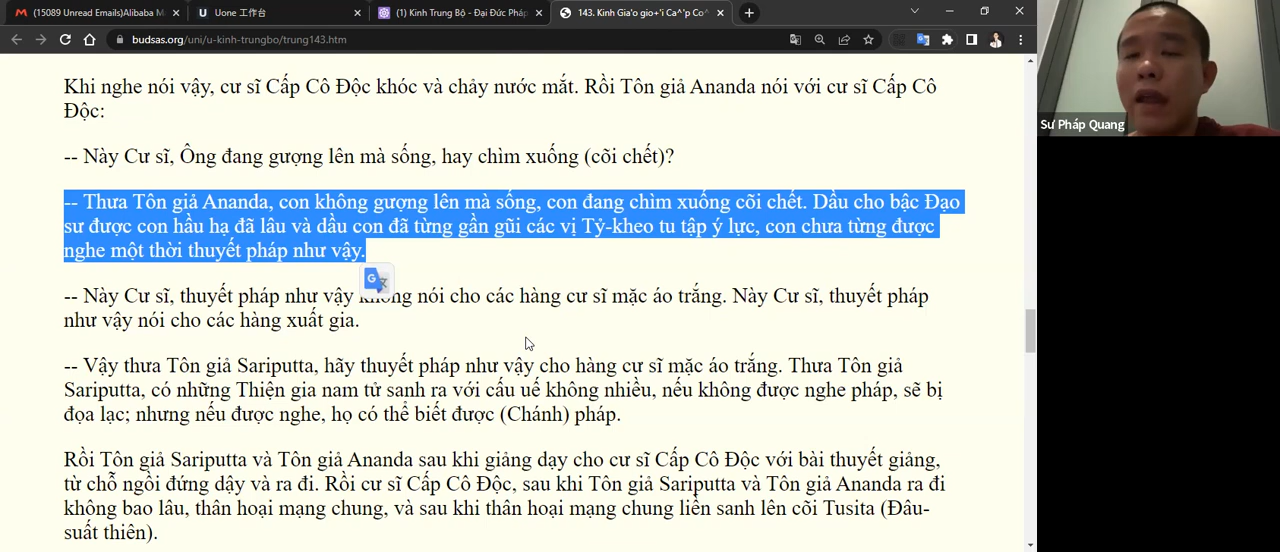 (15089 Unread Emails)Alibaba M
Uone 工作台
(1) Kinh Trung Bộ - Đại Đức Pháp
143. Kinh Gia'o gio+'i Ca^'p Co^
budsas.org/uni/u-kinh-trungbo/trung143.htm
Sư Pháp Quang
Khi nghe nói vậy, cư sĩ Cấp Cô Độc khóc và chảy nước mắt. Rồi Tôn giả Ananda nói với cư sĩ Cấp Cô
Độc:
-- Này Cư sĩ, Ông đang gượng lên mà sống, hay chìm xuống (cõi chết)?
-- Thưa Tôn giả Ananda, con không gượng lên mà sống, con đang chìm xuống cõi chết. Dầu cho bậc Đạo
sư được con hầu hạ đã lâu và dầu con đã từng gần gũi các vị Tỷ-kheo tu tập ý lực, con chưa từng được
nghe một thời thuyết pháp như vậy.
-- Này Cư sĩ, thuyết pháp như vậy không nói cho các hàng cư sĩ mặc áo trắng. Này Cư sĩ, thuyết pháp
như vậy nói cho các hàng xuất gia.
-- Vậy thưa Tôn giả Sariputta, hãy thuyết pháp như vậy cho hàng cư sĩ mặc áo trắng. Thưa Tôn giả
Sariputta, có những Thiện gia nam tử sanh ra với cấu uế không nhiều, nếu không được nghe pháp, sẽ bị
đọa lạc; nhưng nếu được nghe, họ có thể biết được (Chánh) pháp.
Rồi Tôn giả Sariputta và Tôn giả Ananda sau khi giảng dạy cho cư sĩ Cấp Cô Độc với bài thuyết giảng,
từ chỗ ngồi đứng dậy và ra đi. Rồi cư sĩ Cấp Cô Độc, sau khi Tôn giả Sariputta và Tôn giả Ananda ra đi
không bao lâu, thân hoại mạng chung, và sau khi thân hoại mạng chung liền sanh lên cõi Tusita (Đâu-
suất thiên).